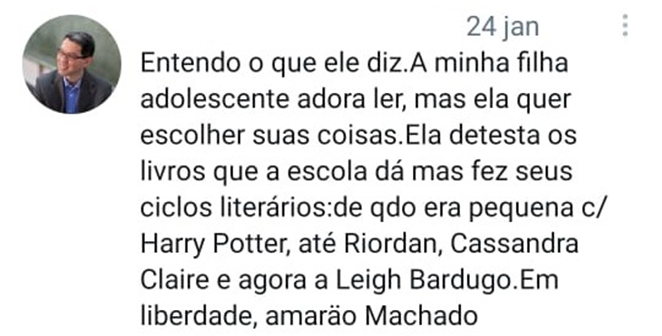 24 jan
Entendo o que ele diz.A minha filha
adolescente adora ler, mas ela quer
escolher suas coisas.Ela detesta os
livros que a escola dá mas fez seus
ciclos literários:de qdo era pequena c/
Harry Potter, até Riordan, Cassandra
Claire e agora a Leigh Bardugo.Em
liberdade, amaräo Machado